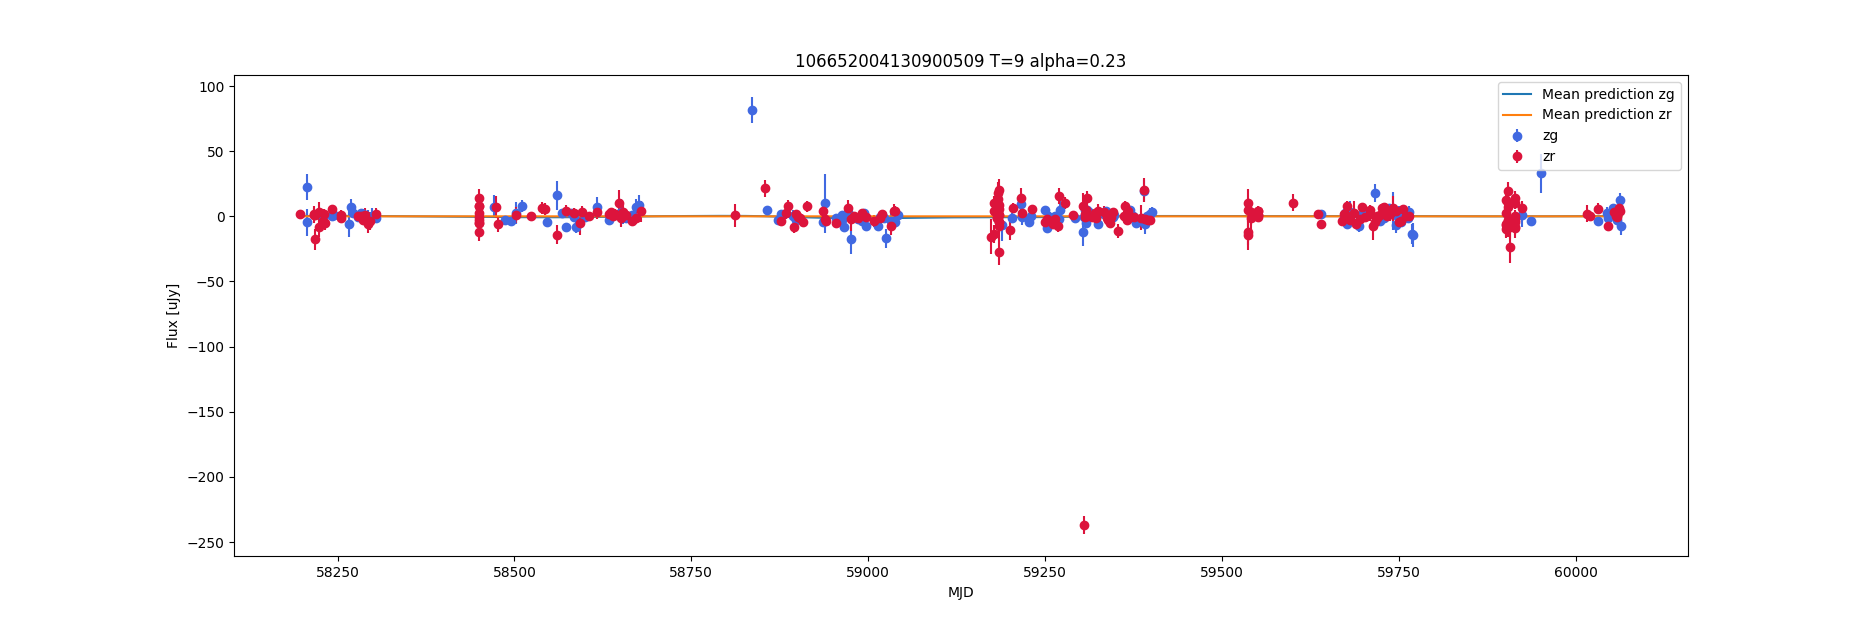 106652004130900509 T=9 alpha=0.23
Mean prediction zg
Mean prediction zr
zg
zr
100
50
0
−50
−100
−150
−200
−250
Flux [uJy]
58250 58500 58750 59000 59250 59500 59750 60000
MJD